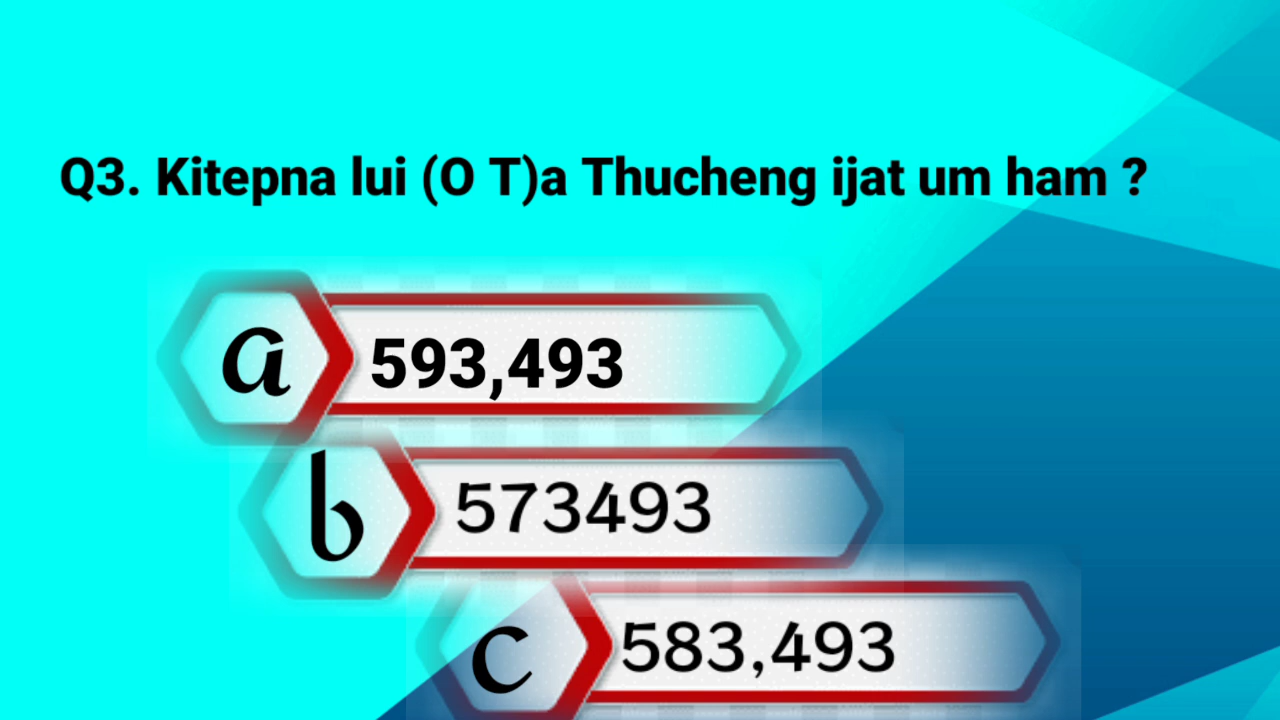 Q3. Kitepna lui (O T)a Thucheng ijat um ham ?
a 593,493
b 573493
c 583,493